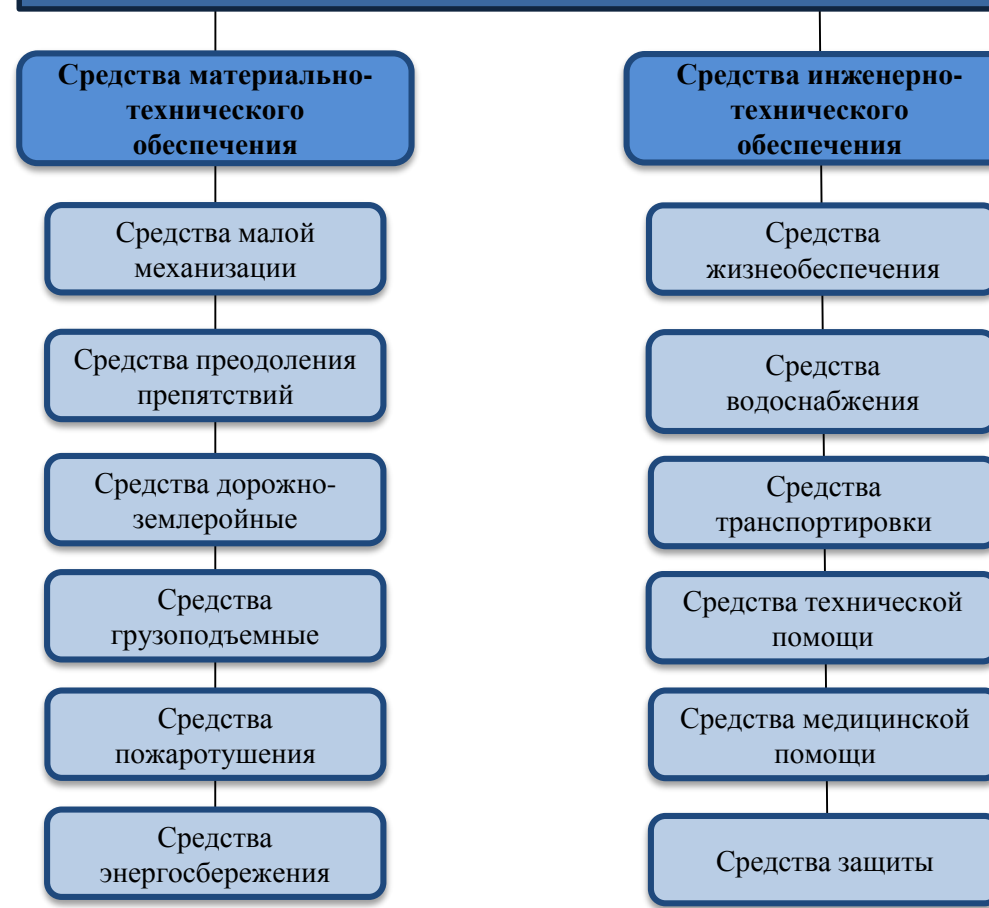 Средства материально-
технического
обеспечения
Средства малой
механизации
Средства преодоления
препятствий
Средства дорожно-
землеройные
Средства
грузоподъемные
Средства
пожаротушения
Средства
энергосбережения
Средства инженерно-
технического
обеспечения
Средства
жизнеобеспечения
Средства
водоснабжения
Средства
транспортировки
Средства технической
помощи
Средства медицинской
помощи
Средства защиты